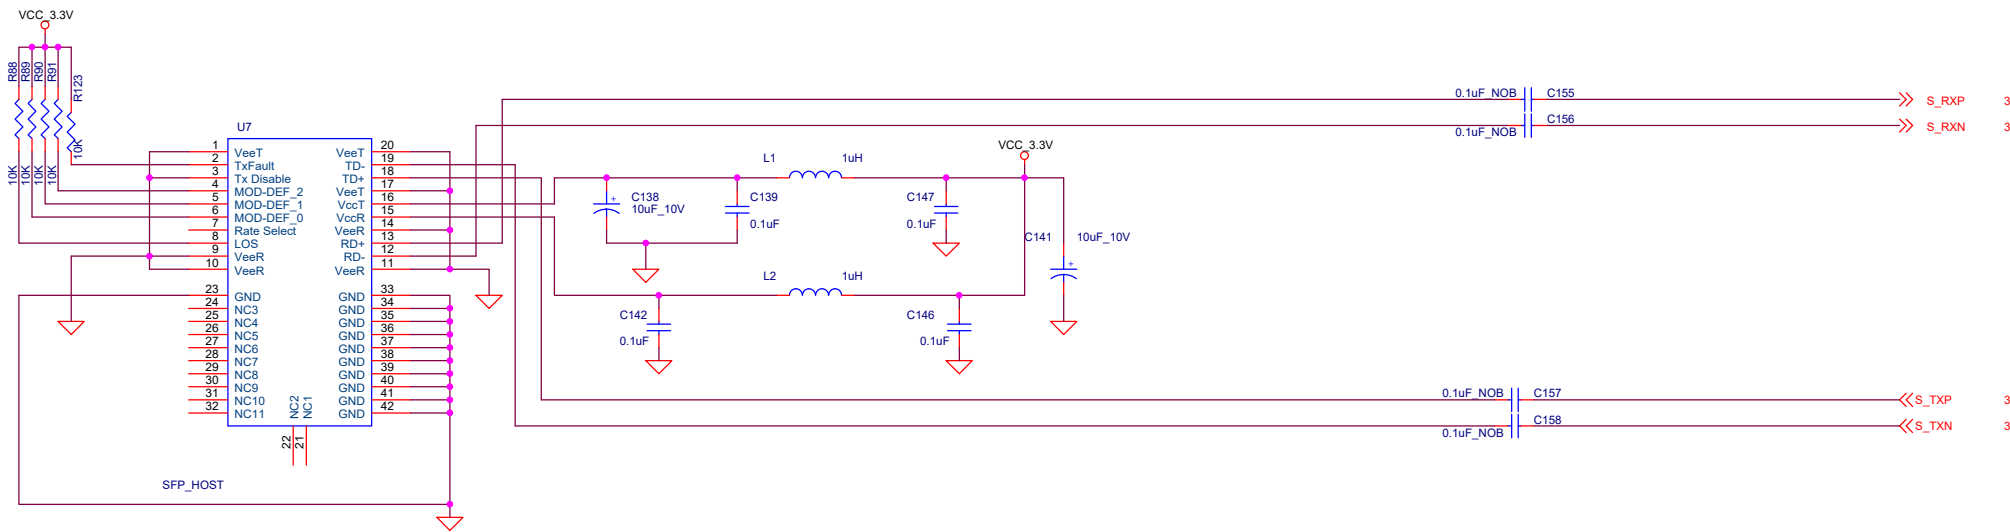 VCC_3.3V
R88
R89
R90
R91
R123
10K
10K
10K
10K
10K
U7
1 VeeT VeeT 20
2 TxFault TD- 19
3 Tx Disable TD+ 18
4 MOD-DEF_2 VeeT 17
5 MOD-DEF_1 VccT 16
6 MOD-DEF_0 VccR 15
7 Rate Select VeeR 14
8 LOS RD+ 13
9 VeeR RD- 12
10 VeeR VeeR 11
23 GND GND 33
24 NC3 GND 34
25 NC4 GND 35
26 NC5 GND 36
27 NC6 GND 37
28 NC7 GND 38
29 NC8 GND 39
30 NC9 GND 40
31 NC10 GND 41
32 NC11 GND 42
NC2
NC1
22
21
SFP_HOST
0.1uF_NOB C155 S_RXP 3
0.1uF_NOB C156 S_RXN 3
VCC_3.3V
L1 1uH
C138
10uF_10V
C139
0.1uF
C147
0.1uF
C141 10uF_10V
L2 1uH
C142
0.1uF
C146
0.1uF
0.1uF_NOB C157 S_TXP 3
0.1uF_NOB C158 S_TXN 3